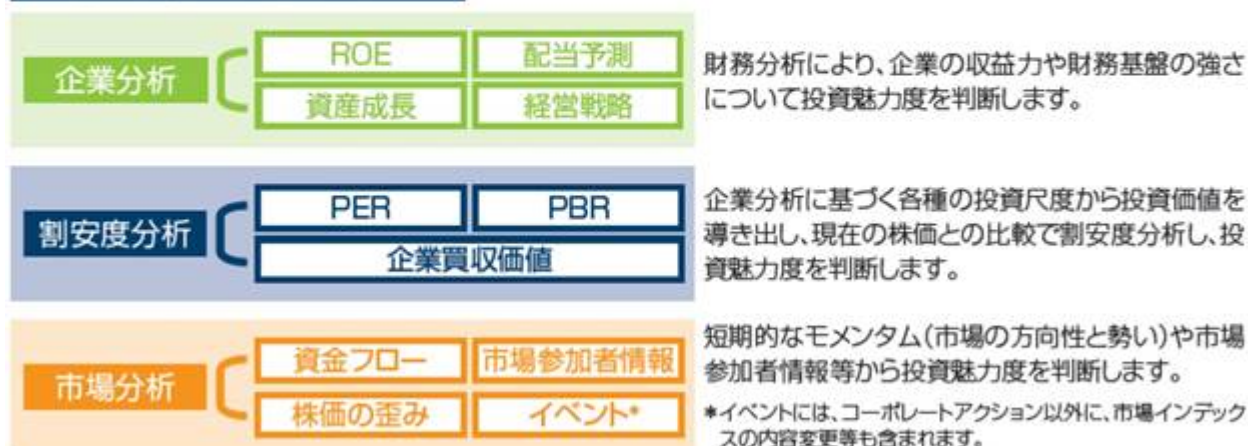 企業分析
ROE
配当予測
資産成長
経営戦略
財務分析により、企業の収益力や財務基盤の強さ
について投資魅力度を判断します。
割安度分析
PER
PBR
企業買収価値
企業分析に基づく各種の投資尺度から投資価値を
導き出し、現在の株価との比較で割安度分析し、投
資魅力度を判断します。
市場分析
資金フロー
市場参加者情報
株価の歪み
イベント*
短期的なモメンタム(市場の方向性と勢い)や市場
参加者情報等から投資魅力度を判断します。
*イベントには、コーポレートアクション以外に、市場インデック
スの内容変更等も含まれます。